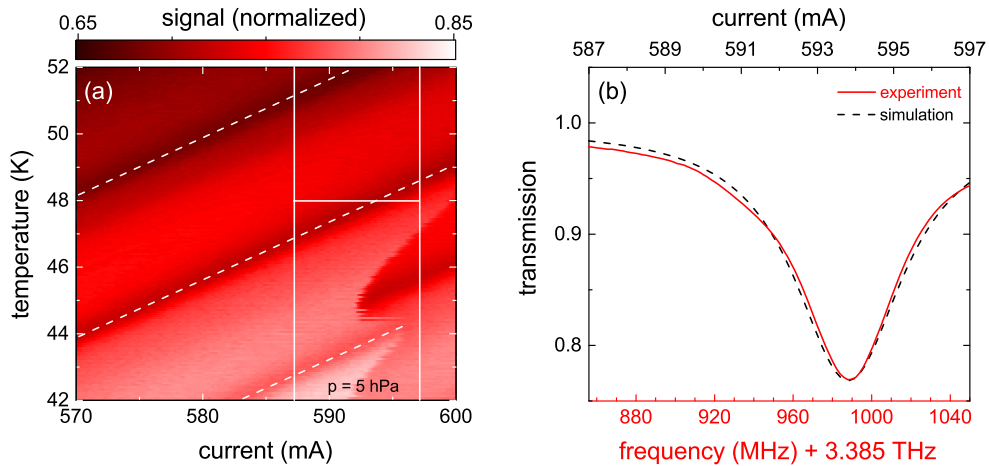 signal (normalized)
0.65
0.85
(a)
52
50
48
46
44
42
temperature (K)
p = 5 hPa
570
580
590
600
current (mA)
current (mA)
587
589
591
593
595
597
(b)
experiment
simulation
1.0
0.9
0.8
transmission
880
920
960
1000
1040
frequency (MHz) + 3.385 THz